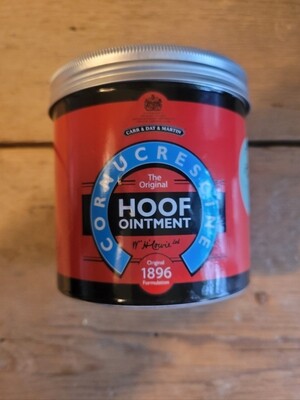 CARR & DAY & MARTIN
CORNUCRESCINE
The
Original
HOOF
OINTMENT
Original
1896
Formulation